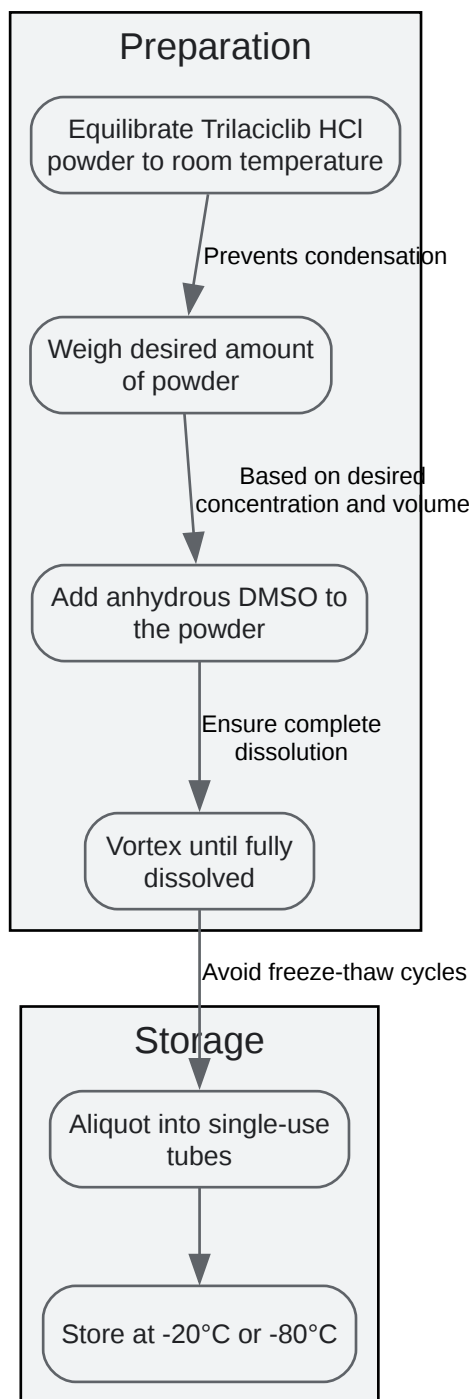 Preparation
Equilibrate Trilaciclib HCl
powder to room temperature
Prevents condensation
Weigh desired amount
of powder
Based on desired
concentration and volume
Add anhydrous DMSO to
the powder
Ensure complete
dissolution
Vortex until fully
dissolved
Avoid freeze-thaw cycles
Storage
Aliquot into single-use
tubes
Store at -20°C or -80°C